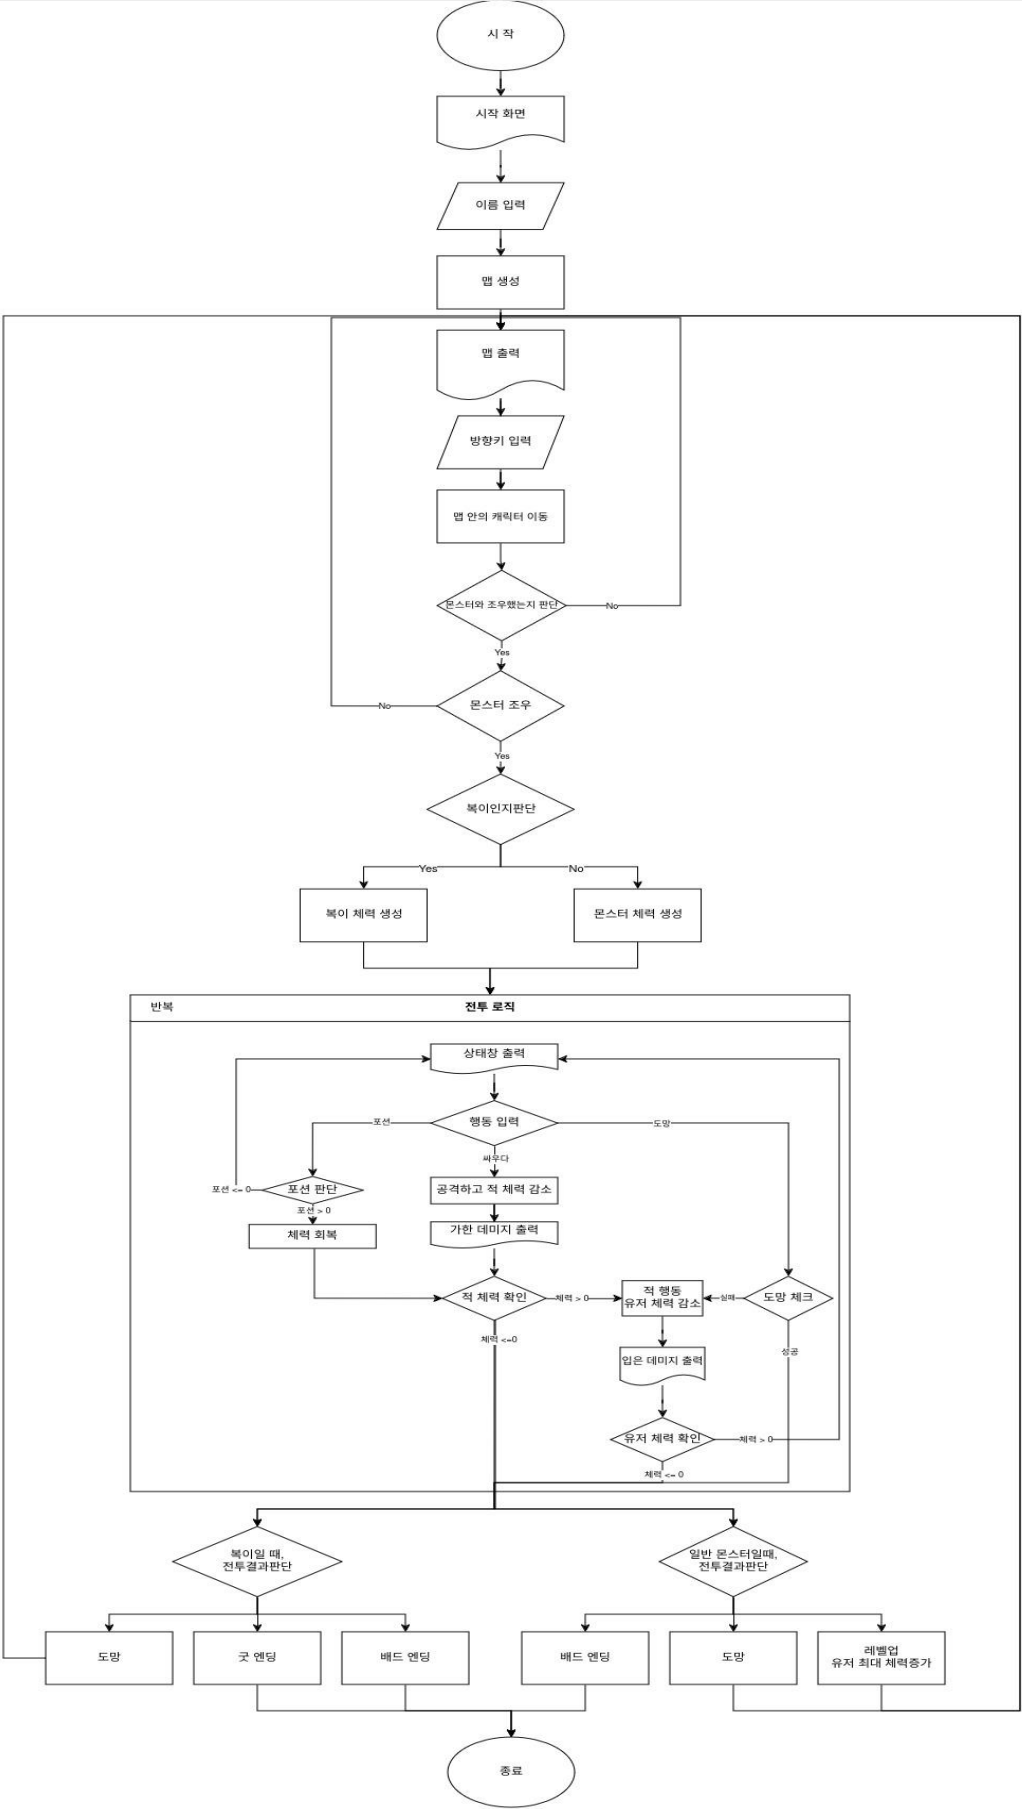 시 작
시작 화면
이름 입력
맵 생성
맵 출력
방향키 입력
맵 안의 캐릭터 이동
몬스터와 조우했는지 판단
No
Yes
몬스터 조우
No
Yes
복이인지판단
Yes
No
복이 체력 생성
몬스터 체력 생성
반복
전투 로직
상태창 출력
행동 입력
포션
도망
싸우다
포션 판단
포션 <= 0
포션 > 0
공격하고 적 체력 감소
체력 회복
가한 데미지 출력
적 체력 확인
체력 > 0
적 행동
유저 체력 감소
실패
도망 체크
체력 <=0
성공
입은 데미지 출력
유저 체력 확인
체력 > 0
체력 <= 0
복이일 때,
전투결과판단
일반 몬스터일때,
전투결과판단
도망
굿 엔딩
배드 엔딩
배드 엔딩
도망
레벨업
유저 최대 체력증가
종료